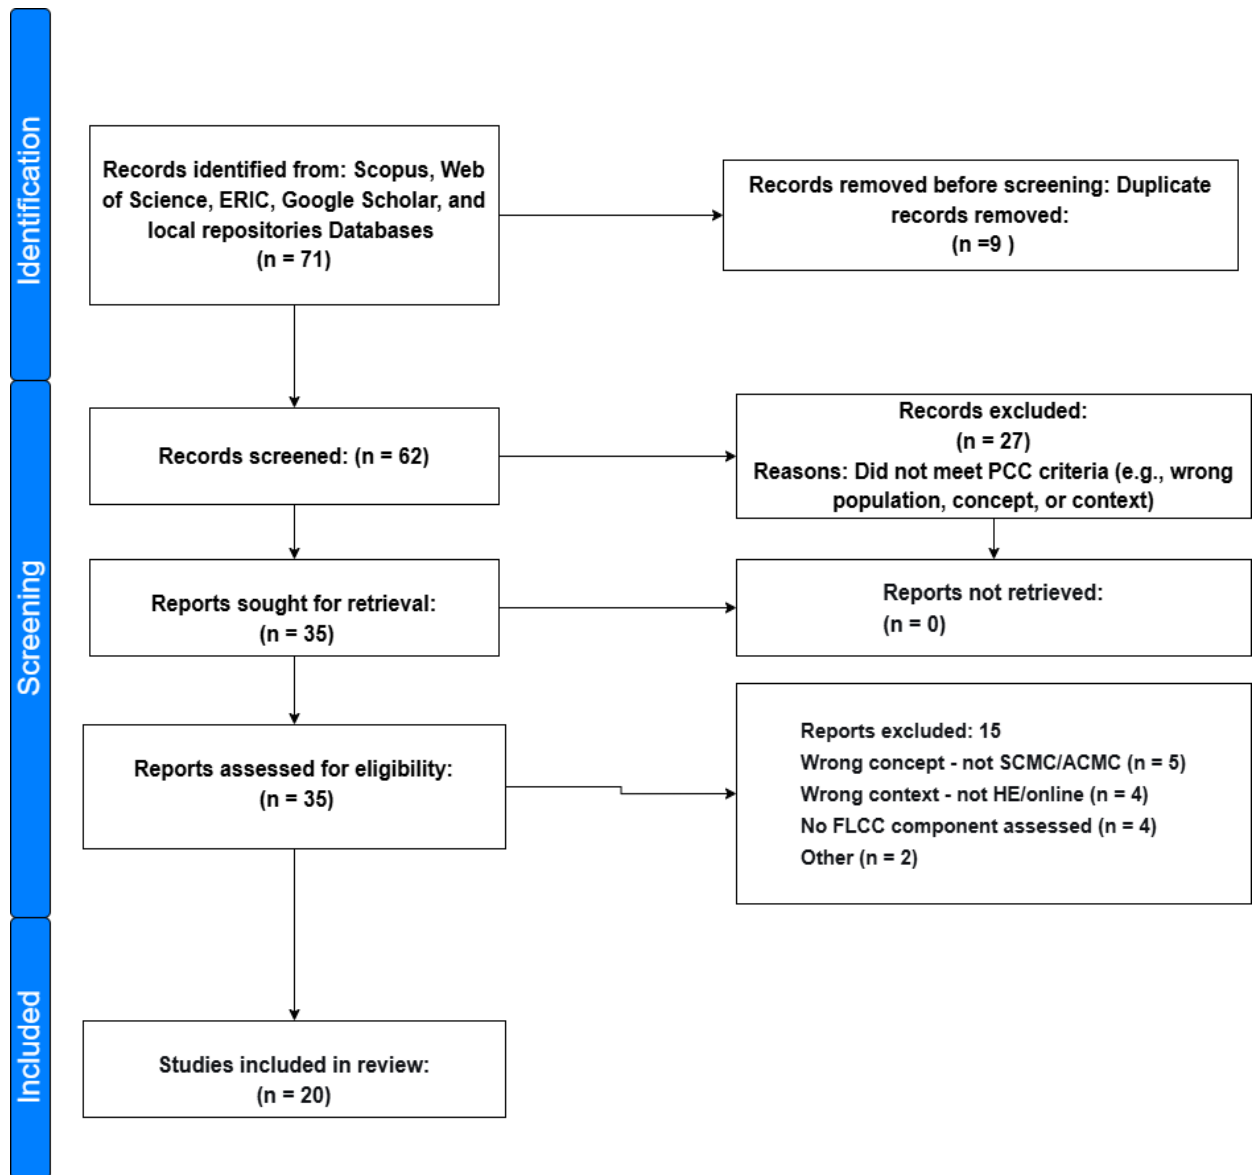 Identification
Records identified from: Scopus, Web
of Science, ERIC, Google Scholar, and
local repositories Databases
(n = 71)
Records removed before screening: Duplicate
records removed:
(n =9 )
Screening
Records screened: (n = 62)
Records excluded:
(n = 27)
Reasons: Did not meet PCC criteria (e.g., wrong
population, concept, or context)
Reports sought for retrieval:
(n = 35)
Reports not retrieved:
(n = 0)
Reports assessed for eligibility:
(n = 35)
Reports excluded: 15
Wrong concept - not SCMC/ACMC (n = 5)
Wrong context - not HE/online (n = 4)
No FLCC component assessed (n = 4)
Other (n = 2)
Included
Studies included in review:
(n = 20)